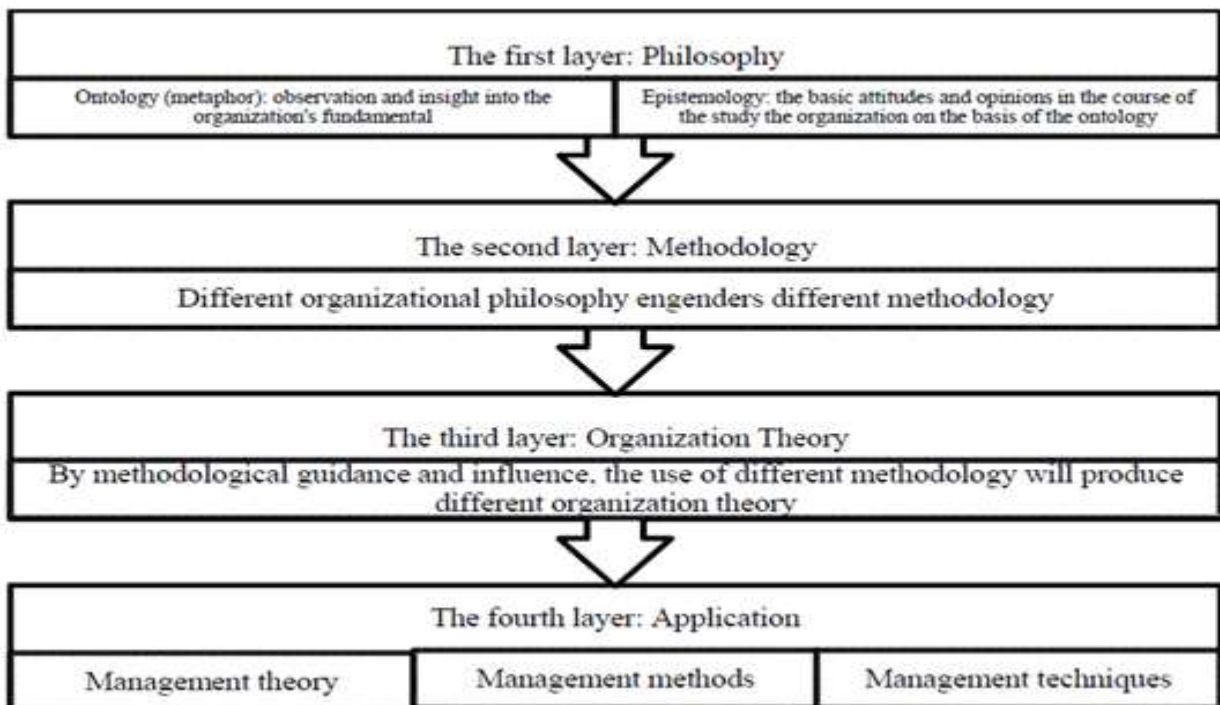 The first layer: Philosophy
Ontology (metaphor): observation and insight into the
organization's fundamental
Epistemology: the basic attitudes and opinions in the course of
the study the organization on the basis of the ontology
The second layer: Methodology
Different organizational philosophy engenders different methodology
The third layer: Organization Theory
By methodological guidance and influence, the use of different methodology will produce
different organization theory
The fourth layer: Application
Management theory
Management methods
Management techniques